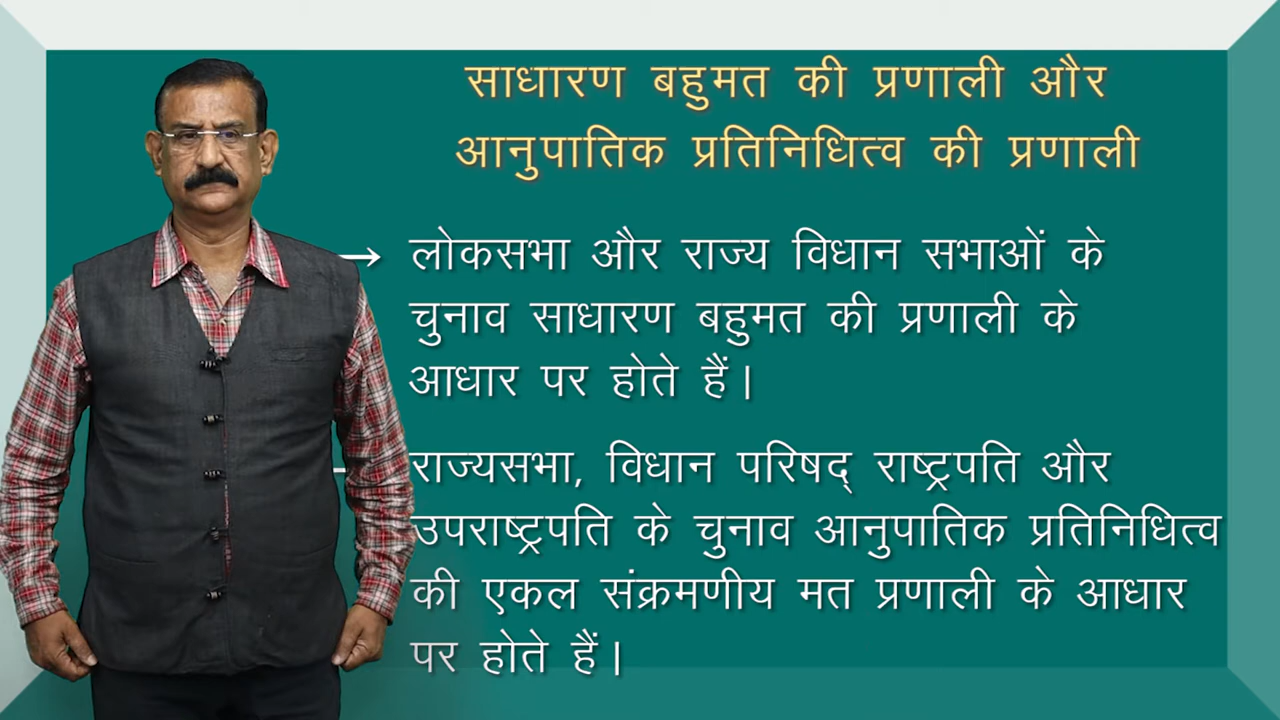 साधारण बहुमत की प्रणाली और
आनुपातिक प्रतिनिधित्व की प्रणाली
→ लोकसभा और राज्य विधान सभाओं के
चुनाव साधारण बहुमत की प्रणाली के
आधार पर होते हैं।
राज्यसभा, विधान परिषद् राष्ट्रपति और
उपराष्ट्रपति के चुनाव आनुपातिक प्रतिनिधित्व
की एकल संक्रमणीय मत प्रणाली के आधार
पर होते हैं।